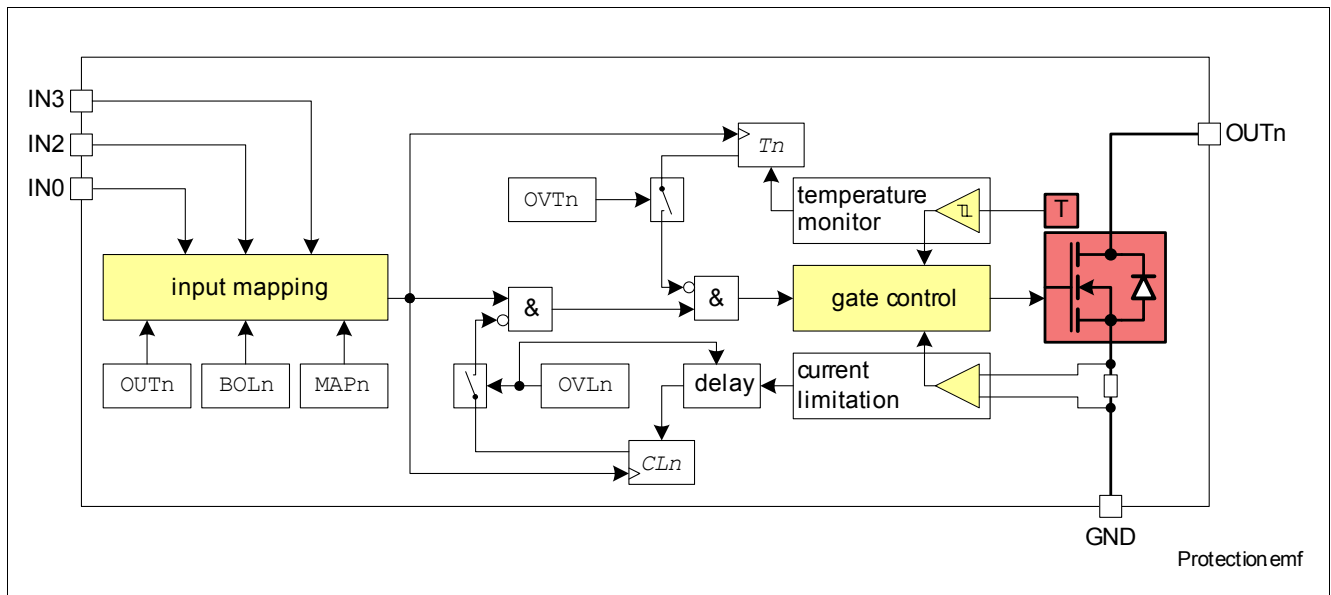 IN3
IN2
IN0
OUTn
Tn
OVTn
temperature
monitor
T
input mapping
&
&
gate control
OUTn
BOLn
MAPn
OVLn
delay
current
limitation
CLn
GND
Protection emf